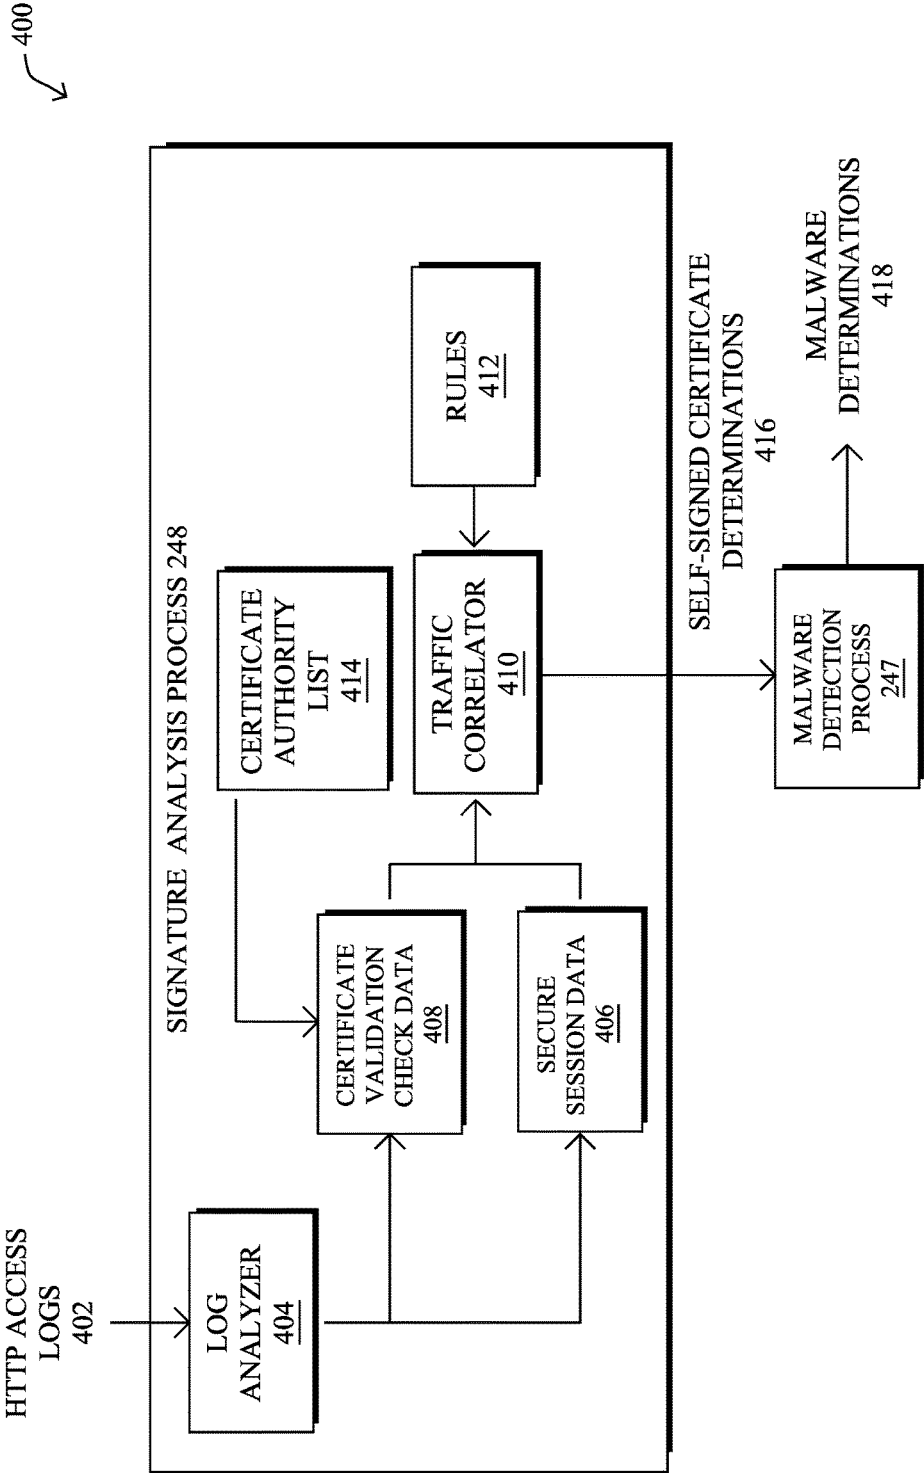 400
HTTP ACCESS
LOGS
402
SIGNATURE ANALYSIS PROCESS 248
LOG
ANALYZER
404
CERTIFICATE
VALIDATION
CHECK DATA
408
SECURE
SESSION DATA
406
CERTIFICATE
AUTHORITY
LIST
414
TRAFFIC
CORRELATOR
410
RULES
412
SELF-SIGNED CERTIFICATE
DETERMINATIONS
416
MALWARE
DETECTION
PROCESS
247
MALWARE
DETERMINATIONS
418